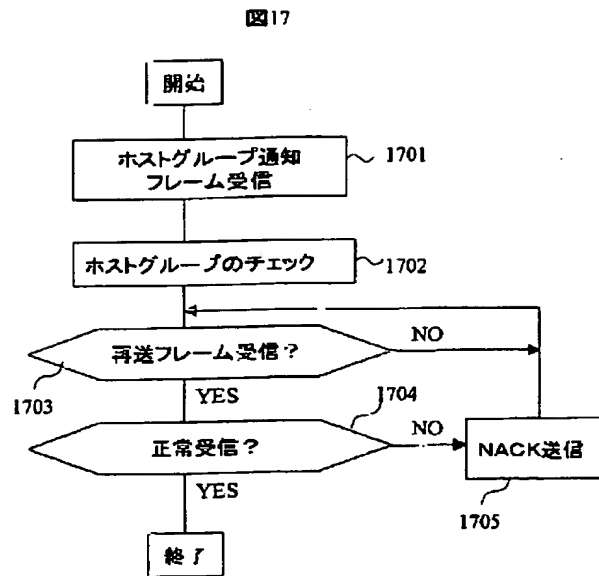 図17
開始
ホストグループ通知
フレーム受信
1701
ホストグループのチェック
1702
再送フレーム受信?
NO
1703
YES
1704
正常受信?
NO
NACK送信
YES
1705
終了